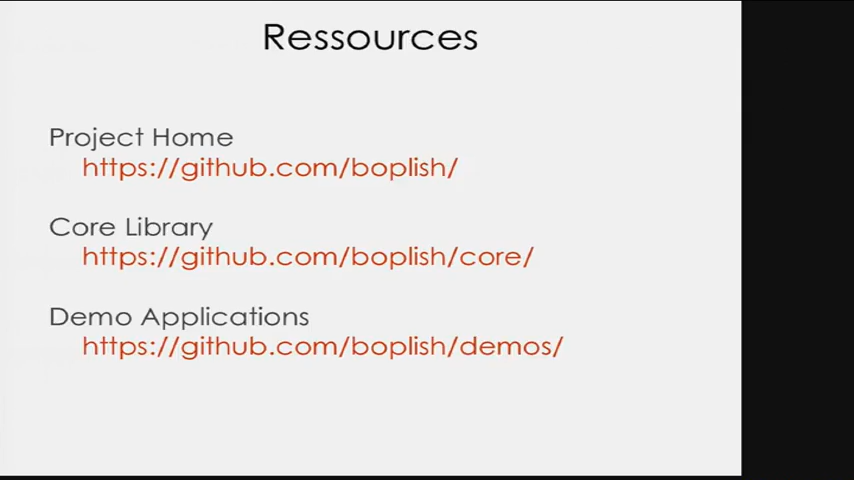 Ressources
Project Home
https://github.com/boplish/
Core Library
https://github.com/boplish/core/
Demo Applications
https://github.com/boplish/demos/